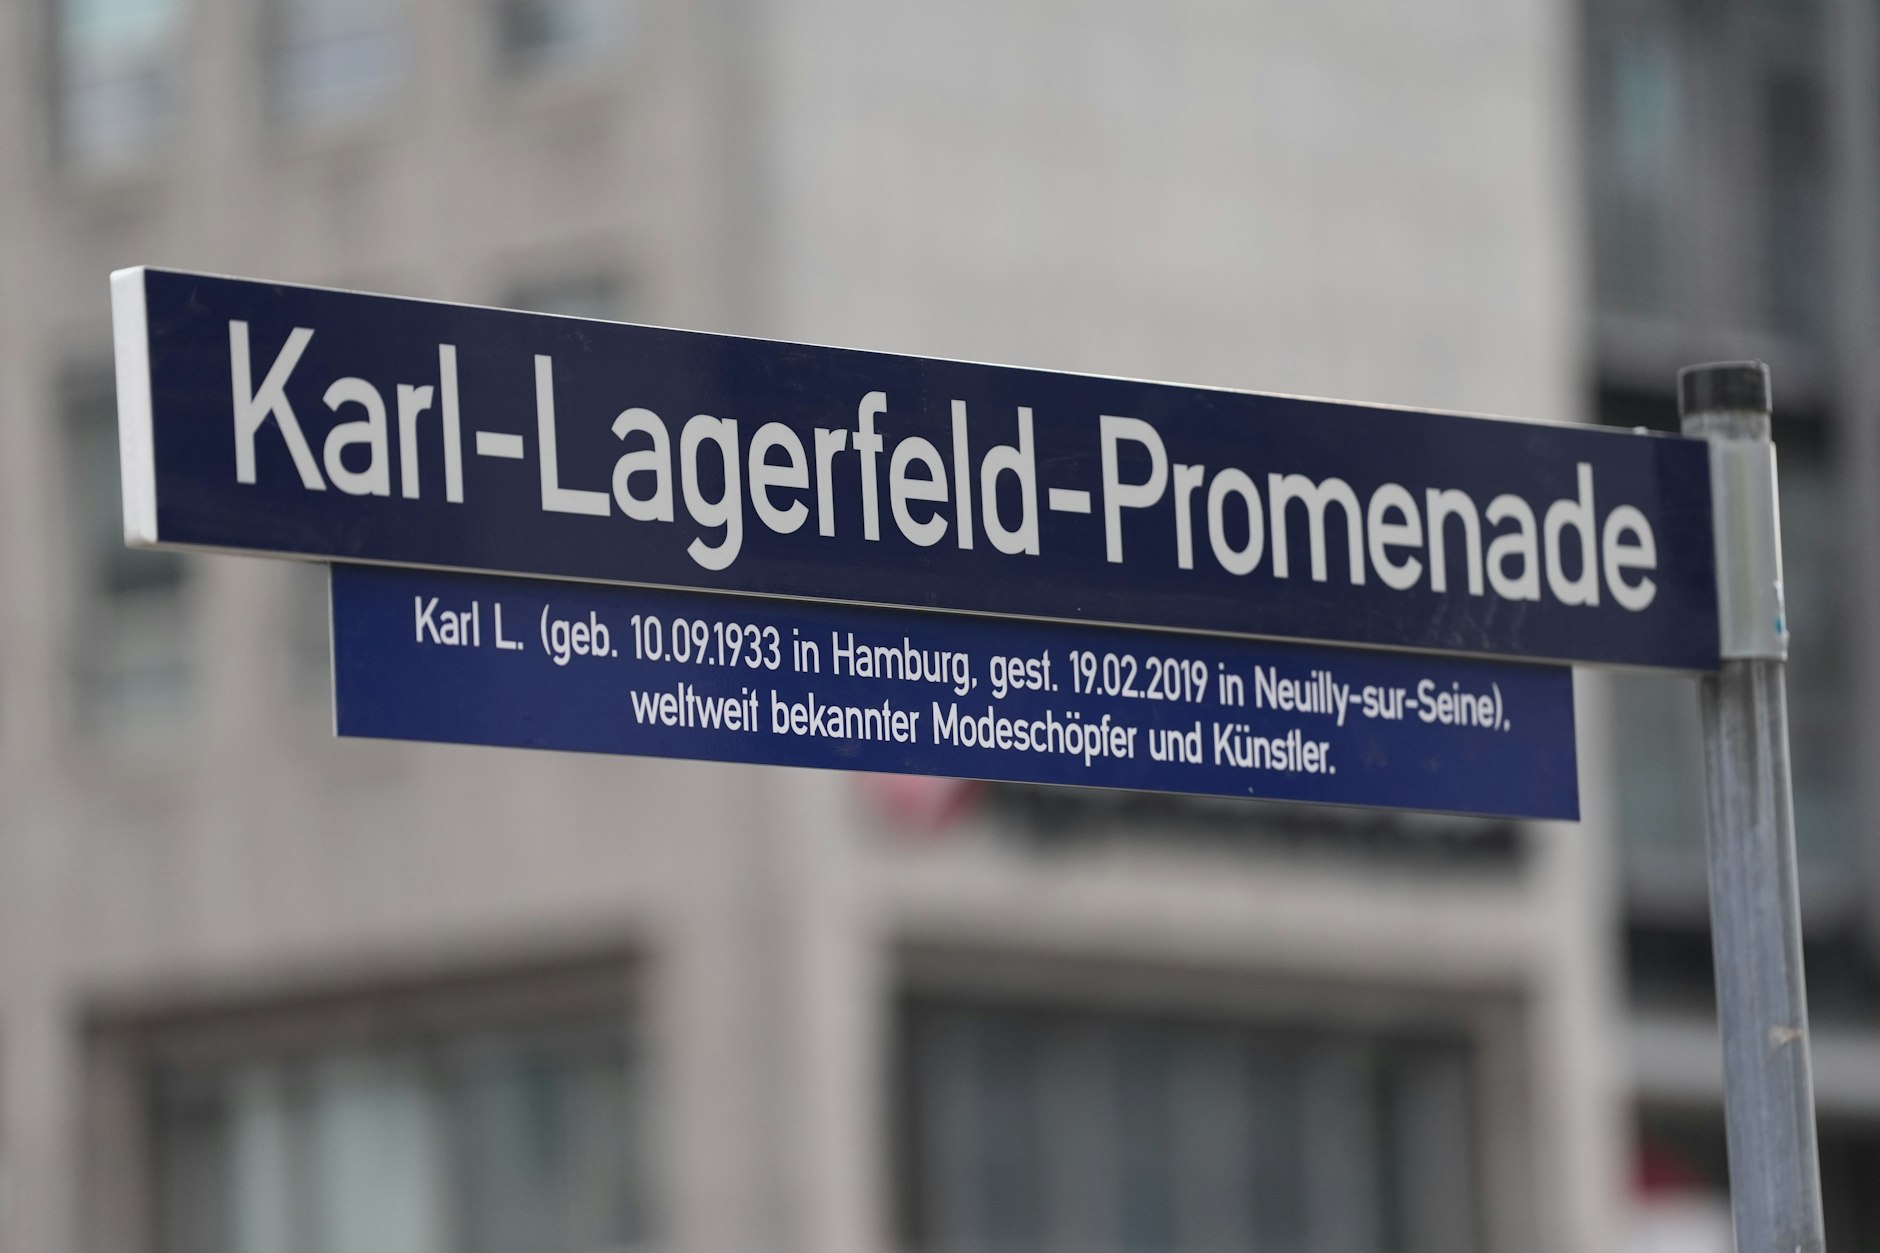 Karl-Lagerfeld-Promenade
Karl L. (geb. 10.09.1933 in Hamburg, gest. 19.02.2019 in Neuilly-sur-Seine),
weltweit bekannter Modeschöpfer und Künstler.